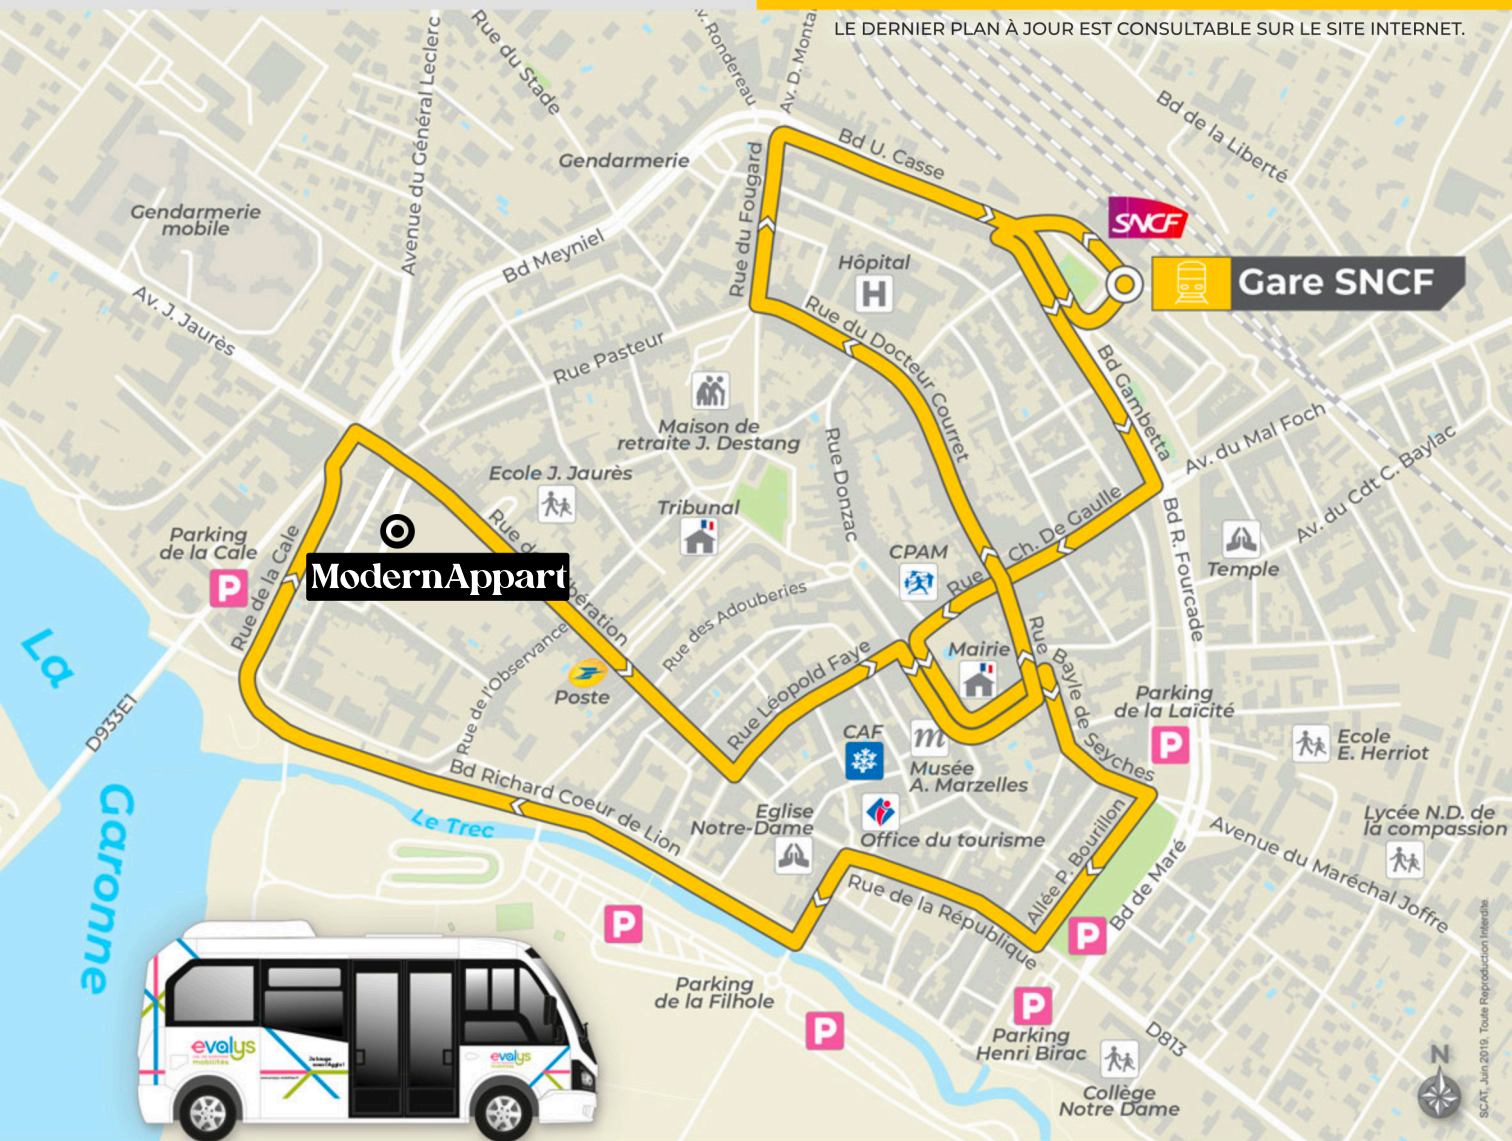 LE DERNIER PLAN À JOUR EST CONSULTABLE SUR LE SITE INTERNET.
Rue du Stade
Avenue du Général Leclerc
Av. Rondereau
Bd de la Liberté
Bd U. Casse
Gendarmerie
Rue du Fougard
Gendarmerie
mobile
SNCF
Bd Meyniel
Hôpital
H
Gare SNCF
Av. J. Jaurès
Rue du Docteur Courret
Rue Pasteur
Bd Gambetta
Maison de
retraite J. Destang
Av. du Mal Foch
Av. du Cdt C. Baylac
Rue Donzac
Ecole J. Jaurès
Tribunal
Rue Ch. De Gaulle
Bd R. Fourcade
Parking
de la Cale
P
Rue de la Cale
ModernAppart
CPAM
Temple
Rue des Adouberies
La
Garonne
D933E1
Rue de l'Observance
Poste
Rue Léopold Faye
Mairie
Rue Bayle de Seyches
Parking
de la Laïcité
P
CAF
m
Musée
A. Marzelles
Ecole
E. Herriot
Bd Richard Coeur de Lion
Le Trec
Eglise
Notre-Dame
Office du tourisme
Allée P. Bourillon
Lycée N.D. de
la compassion
Avenue du Maréchal Joffre
Bd de Maré
Rue de la République
P
P
Parking
de la Filhole
P
P
Parking
Henri Birac
D813
Collège
Notre Dame
N
evalys
mobilités
evalys
SCAT, Juin 2019, Toute Reproduction Interdite